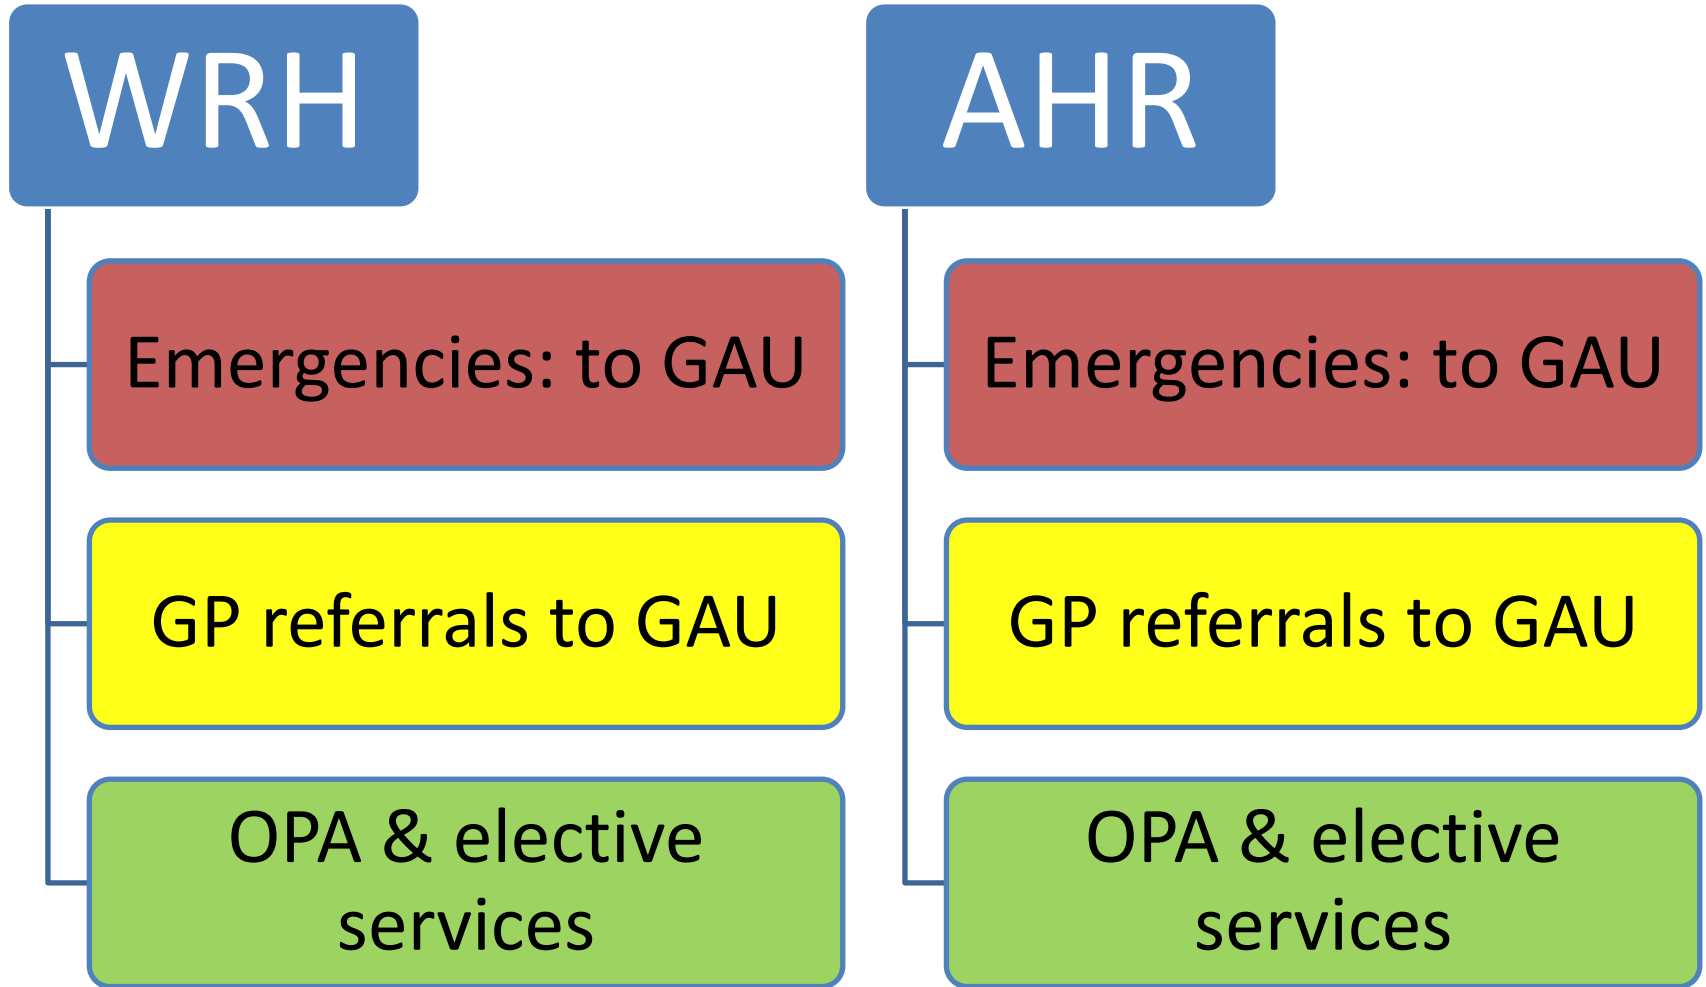 WRH
Emergencies: to GAU
GP referrals to GAU
OPA & elective
services
AHR
Emergencies: to GAU
GP referrals to GAU
OPA & elective
services